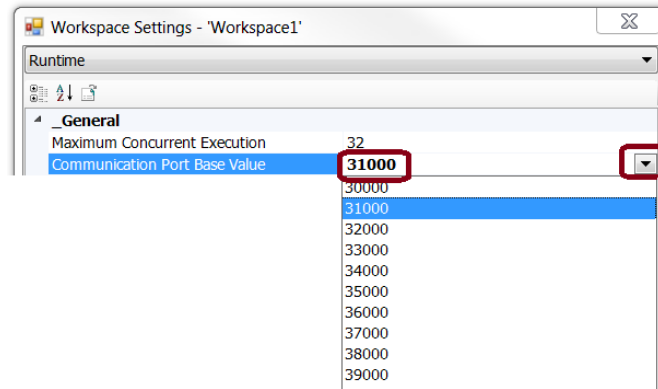 Workspace Settings - 'Workspace1'
Runtime
_General
Maximum Concurrent Execution 32
Communication Port Base Value 31000
30000
31000
32000
33000
34000
35000
36000
37000
38000
39000